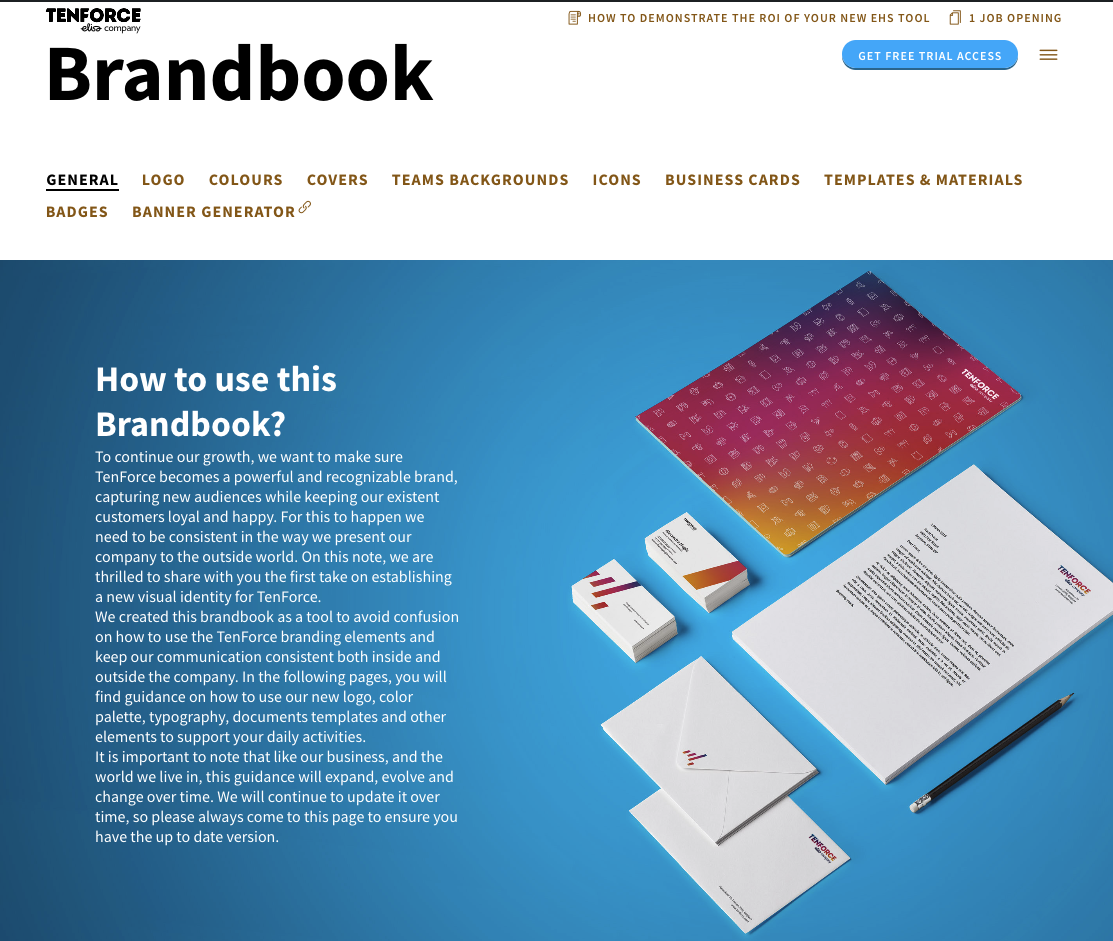 TENFORCE
elisa company
HOW TO DEMONSTRATE THE ROI OF YOUR NEW EHS TOOL
1 JOB OPENING
Brandbook
GET FREE TRIAL ACCESS
GENERAL LOGO COLOURS COVERS TEAMS BACKGROUNDS ICONS BUSINESS CARDS TEMPLATES & MATERIALS
BADGES BANNER GENERATOR
How to use this
Brandbook?
To continue our growth, we want to make sure
TenForce becomes a powerful and recognizable brand,
capturing new audiences while keeping our existent
customers loyal and happy. For this to happen we
need to be consistent in the way we present our
company to the outside world. On this note, we are
thrilled to share with you the first take on establishing
a new visual identity for TenForce.
We created this brandbook as a tool to avoid confusion
on how to use the TenForce branding elements and
keep our communication consistent both inside and
outside the company. In the following pages, you will
find guidance on how to use our new logo, color
palette, typography, documents templates and other
elements to support your daily activities.
It is important to note that like our business, and the
world we live in, this guidance will expand, evolve and
change over time. We will continue to update it over
time, so please always come to this page to ensure you
have the up to date version.
TENFORCE
TENFORCE
TENFORCE